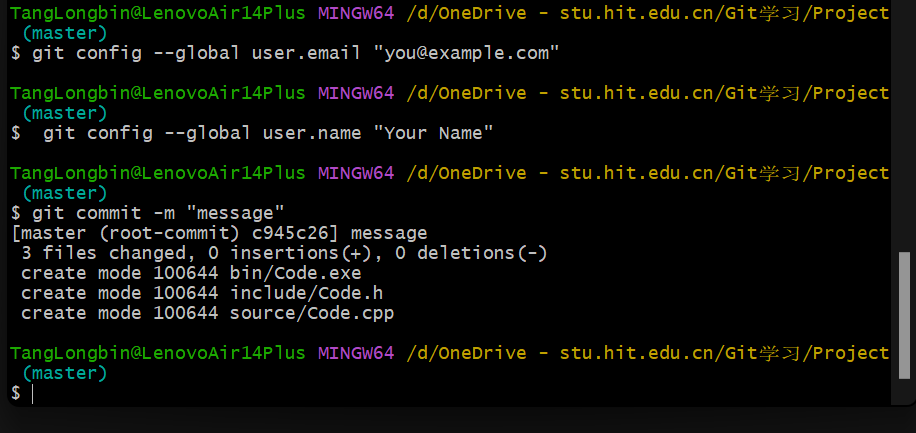 TangLongbin@LenovoAir14Plus MINGW64 /d/OneDrive - stu.hit.edu.cn/Git学习/Project
(master)
$ git config --global user.email "you@example.com"
TangLongbin@LenovoAir14Plus MINGW64 /d/OneDrive - stu.hit.edu.cn/Git学习/Project
(master)
$  git config --global user.name "Your Name"
TangLongbin@LenovoAir14Plus MINGW64 /d/OneDrive - stu.hit.edu.cn/Git学习/Project
(master)
$ git commit -m "message"
[master (root-commit) c945c26] message
 3 files changed, 0 insertions(+), 0 deletions(-)
 create mode 100644 bin/Code.exe
 create mode 100644 include/Code.h
 create mode 100644 source/Code.cpp
TangLongbin@LenovoAir14Plus MINGW64 /d/OneDrive - stu.hit.edu.cn/Git学习/Project
(master)
$